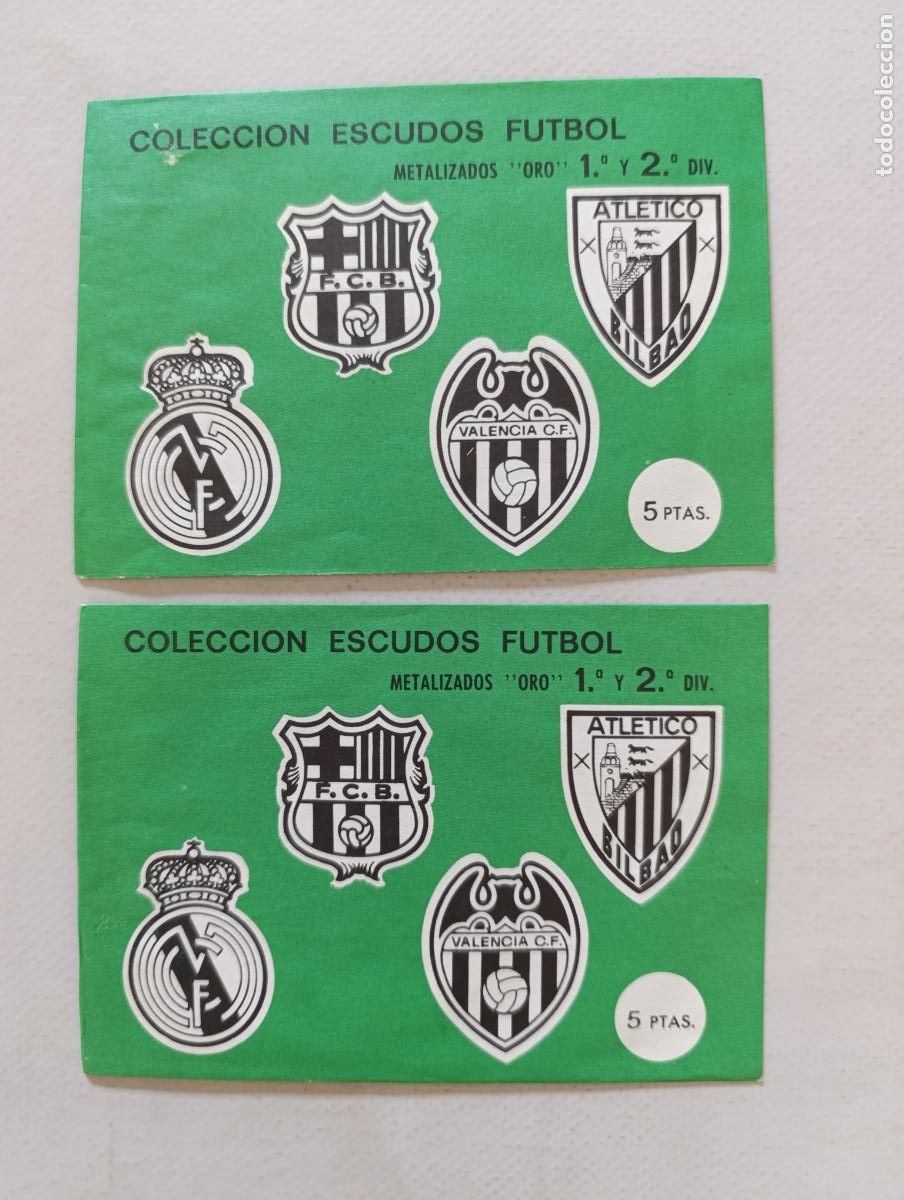 COLECCION ESCUDOS FUTBOL
METALIZADOS "ORO" 1.ª Y 2.ª DIV.
ATLETICO
BILBAO
F. C. B.
VALENCIA C.F.
5 PTAS.
COLECCION ESCUDOS FUTBOL
METALIZADOS "ORO" 1.ª Y 2.ª DIV.
ATLETICO
BILBAO
F. C. B.
VALENCIA C.F.
5 PTAS.
todocoleccion